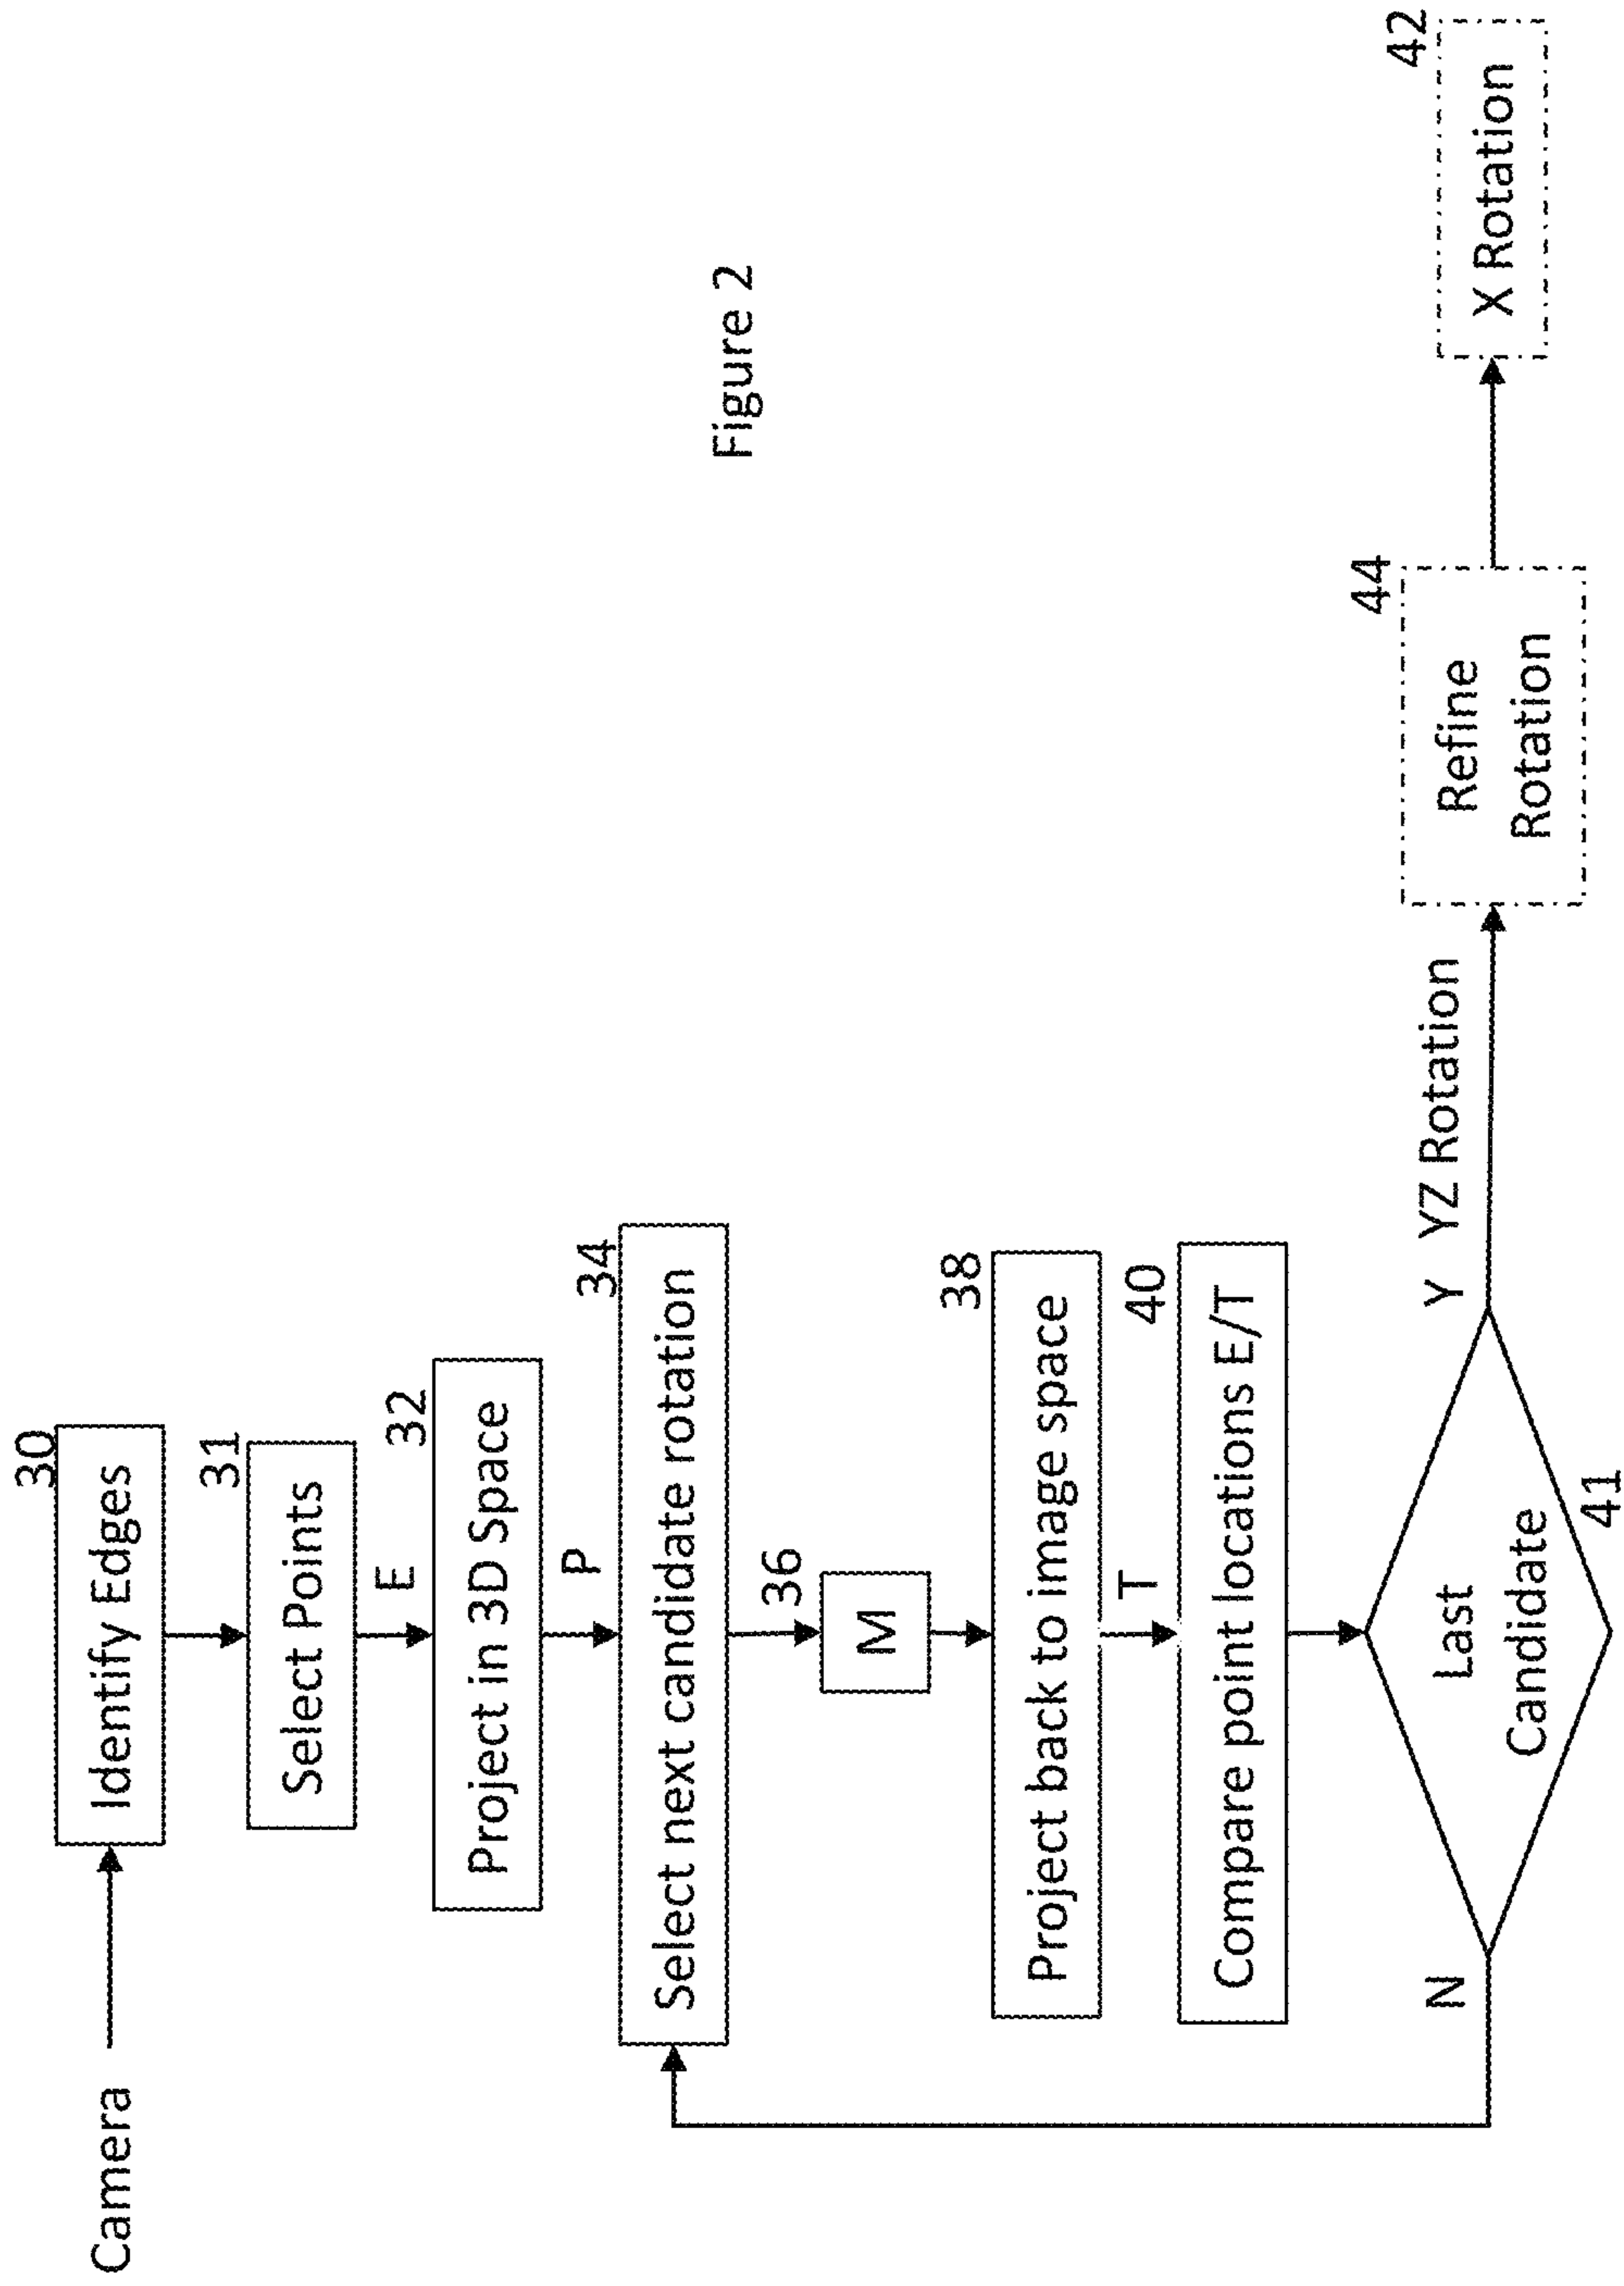 Camera
30
Identify Edges
31
Select Points
E
32
Project in 3D Space
P
34
Select next candidate rotation
36
M
38
Project back to image space
T
40
Compare point locations E/T
N
Last
Candidate
41
Y YZ Rotation
44
Refine
Rotation
42
X Rotation
Figure 2